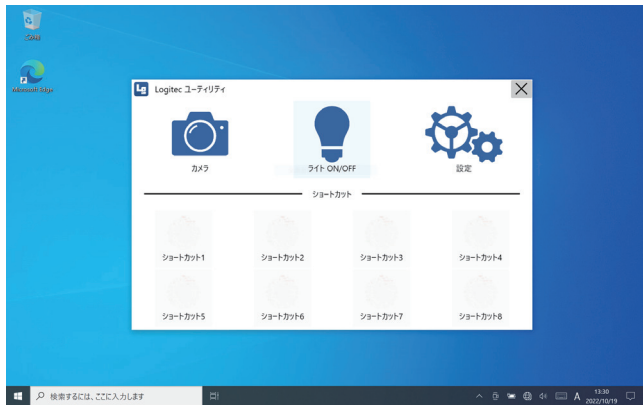 ごみ箱
Microsoft Edge
Lg Logitec ユーティリティ
カメラ
ライト ON/OFF
設定
ショートカット
ショートカット1
ショートカット2
ショートカット3
ショートカット4
ショートカット5
ショートカット6
ショートカット7
ショートカット8
検索するには、ここに入力します
A
13:30
2022/10/19